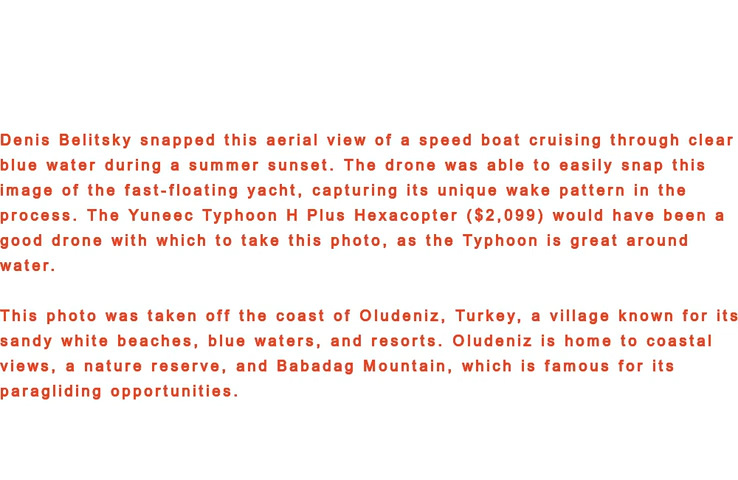 Denis Belitsky snapped this aerial view of a speed boat cruising through clear
blue water during a summer sunset. The drone was able to easily snap this
image of the fast-floating yacht, capturing its unique wake pattern in the
process. The Yuneec Typhoon H Plus Hexacopter ($2,099) would have been a
good drone with which to take this photo, as the Typhoon is great around
water.
This photo was taken off the coast of Oludeniz, Turkey, a village known for its
sandy white beaches, blue waters, and resorts. Oludeniz is home to coastal
views, a nature reserve, and Babadag Mountain, which is famous for its
paragliding opportunities.